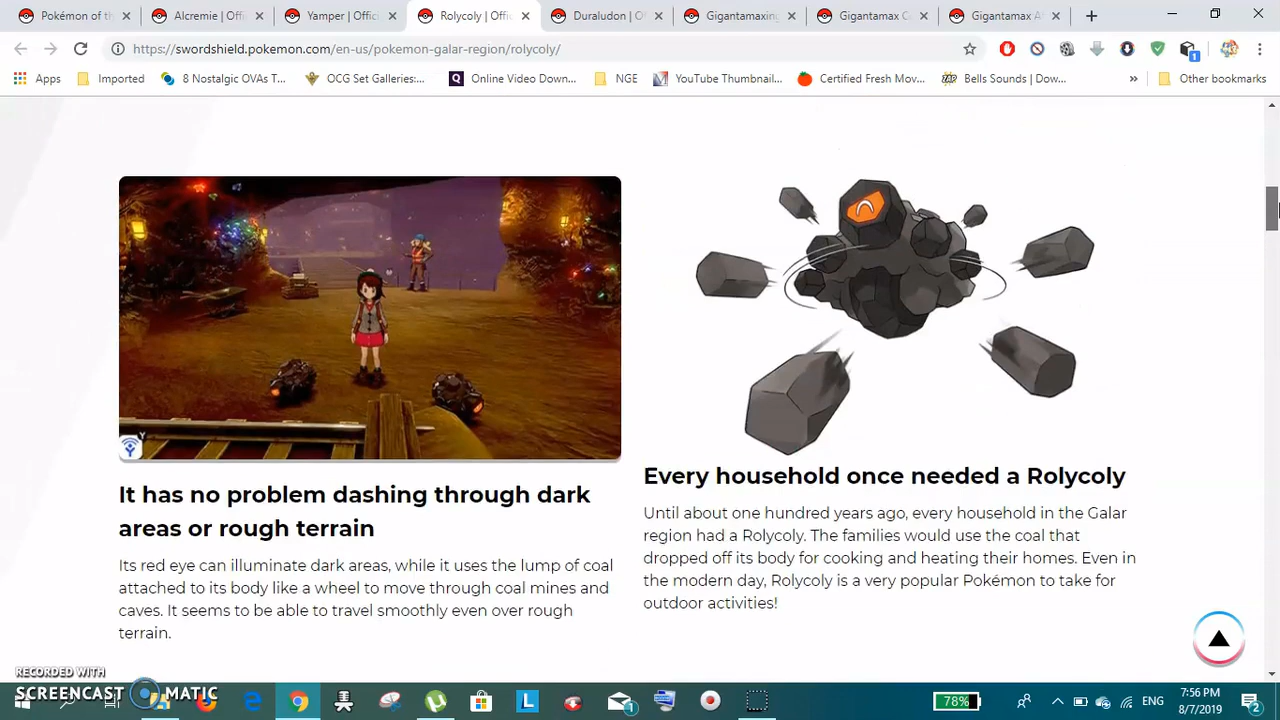 Pokémon of th
Alcremie | Offi
Yamper | Offici
Rolycoly | Offi
Duraludon | O
Gigantamaxing
Gigantamax C
Gigantamax A
https://swordshield.pokemon.com/en-us/pokemon-galar-region/rolycoly/
1
Apps
Imported
8 Nostalgic OVAs T...
OCG Set Galleries:...
Online Video Down...
NGE
YouTube Thumbnail...
Certified Fresh Mov...
Bells Sounds | Dow...
»
Other bookmarks
It has no problem dashing through dark
areas or rough terrain
Its red eye can illuminate dark areas, while it uses the lump of coal
attached to its body like a wheel to move through coal mines and
caves. It seems to be able to travel smoothly even over rough
terrain.
Every household once needed a Rolycoly
Until about one hundred years ago, every household in the Galar
region had a Rolycoly. The families would use the coal that
dropped off its body for cooking and heating their homes. Even in
the modern day, Rolycoly is a very popular Pokémon to take for
outdoor activities!
RECORDED WITH
SCREENCAST MATIC
78%
ENG
7:56 PM
8/7/2019
2